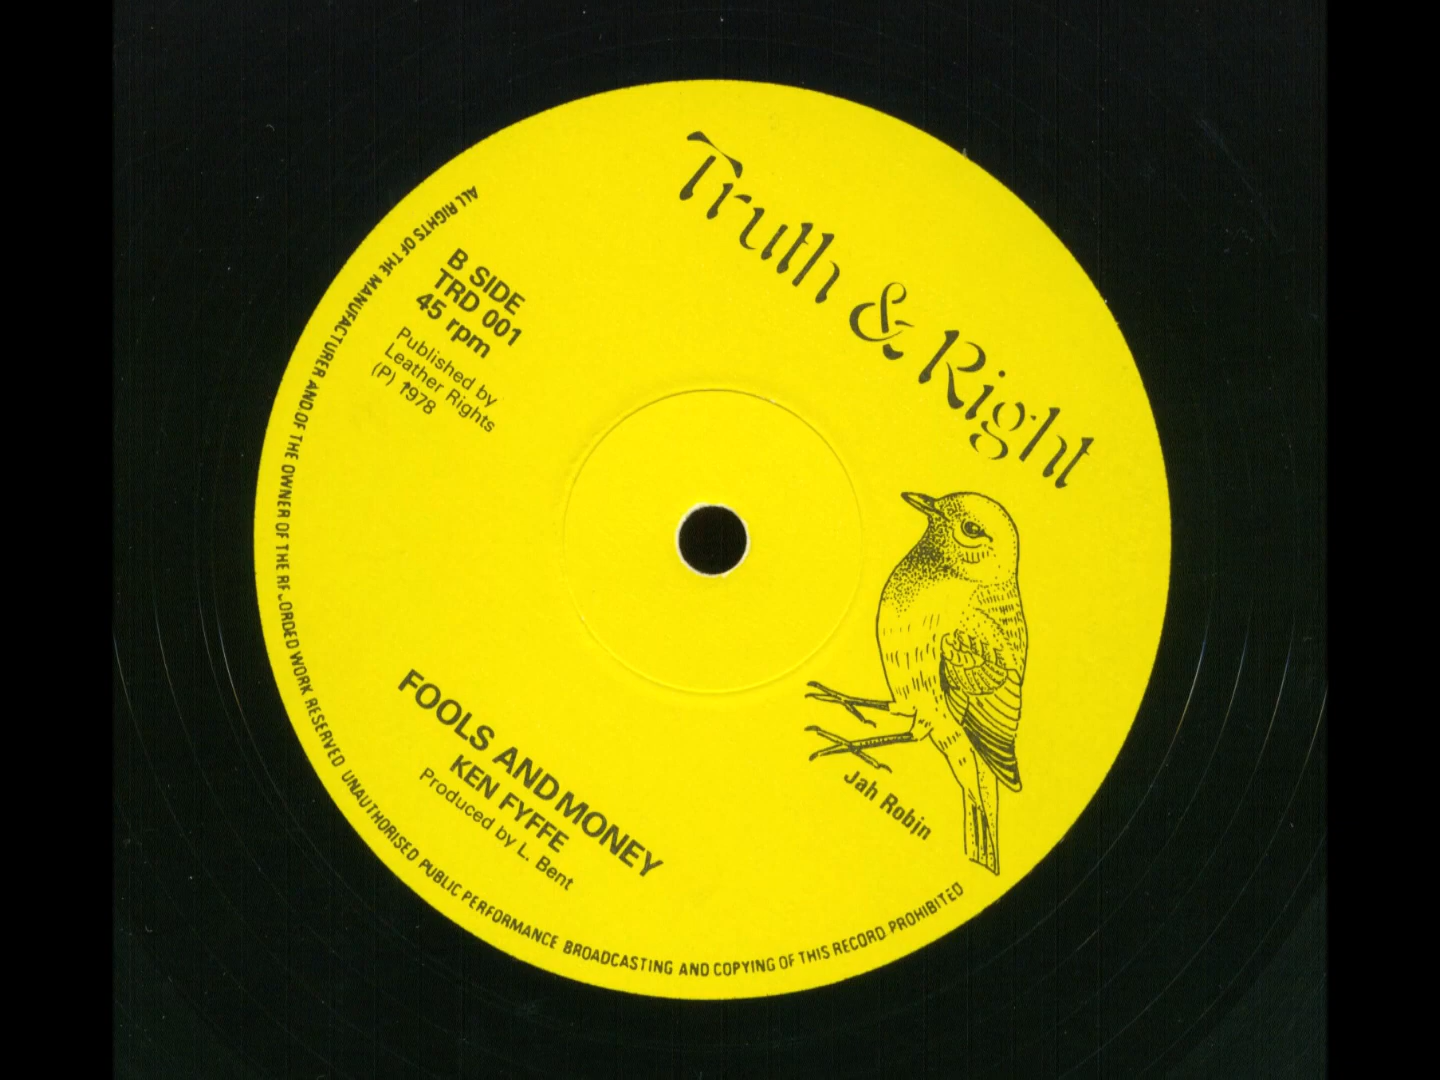 Truth & Right
B SIDE
TRD 001
45 rpm
Published by
Leather Rights
(P) 1978
Jah Robin
FOOLS AND MONEY
KEN FYFFE
Produced by L. Bent
ALL RIGHTS OF THE MANUFACTURER AND OF THE OWNER OF THE RECORDED WORK RESERVED UNAUTHORISED PUBLIC PERFORMANCE BROADCASTING AND COPYING OF THIS RECORD PROHIBITED